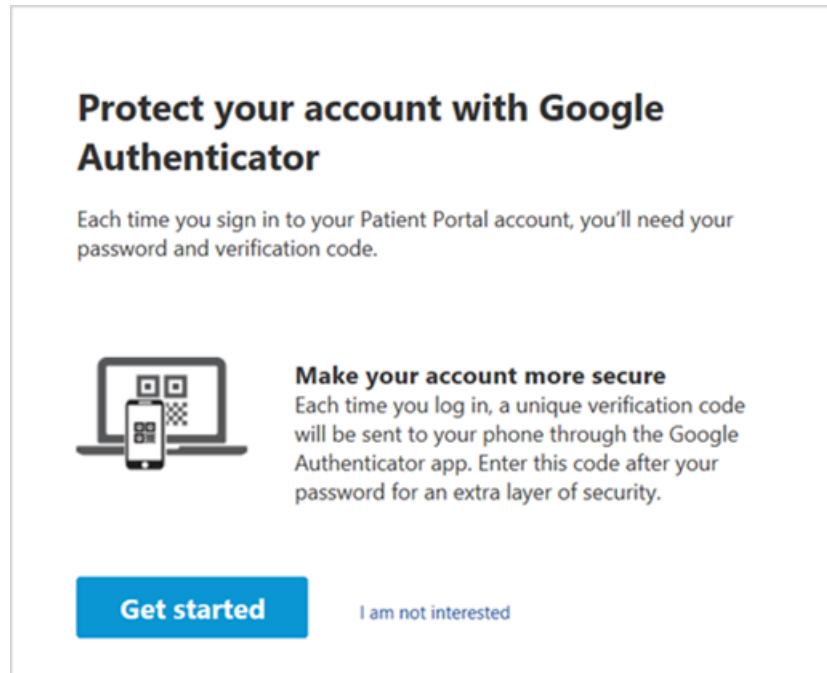 Protect your account with Google
Authenticator
Each time you sign in to your Patient Portal account, you'll need your
password and verification code.
Make your account more secure
Each time you log in, a unique verification code
will be sent to your phone through the Google
Authenticator app. Enter this code after your
password for an extra layer of security.
Get started
I am not interested